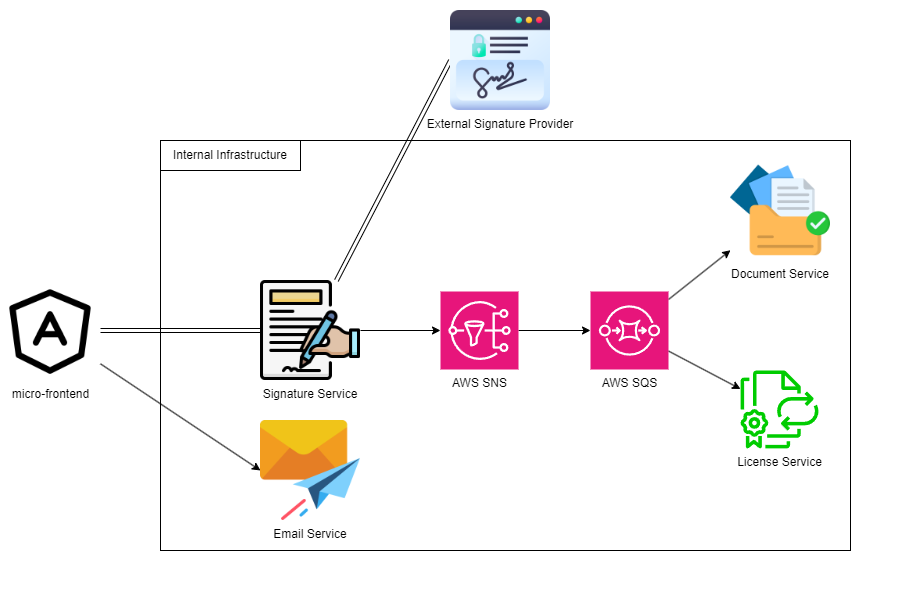 External Signature Provider
Internal Infrastructure
Document Service
micro-frontend
Signature Service
AWS SNS
AWS SQS
License Service
Email Service